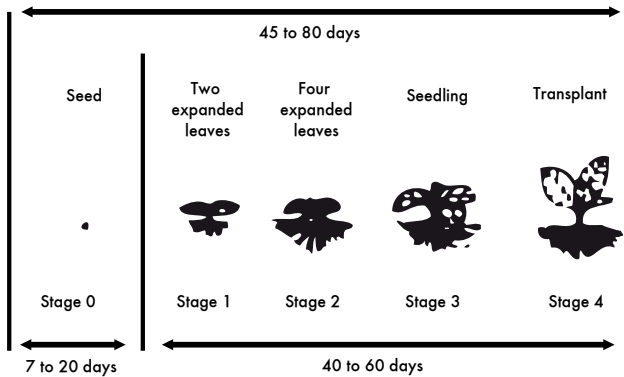 45 to 80 days
Seed
Two
expanded
leaves
Four
expanded
leaves
Seedling
Transplant
Stage 0
Stage 1
Stage 2
Stage 3
Stage 4
7 to 20 days
40 to 60 days